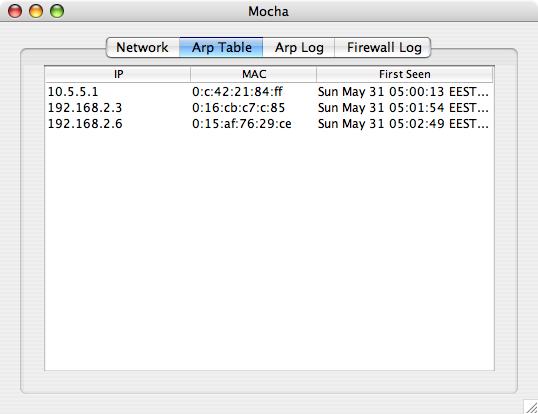 Mocha
Network Arp Table Arp Log Firewall Log
IP MAC First Seen
10.5.5.1 0:c:42:21:84:ff Sun May 31 05:00:13 EEST...
192.168.2.3 0:16:cb:c7:c:85 Sun May 31 05:01:54 EEST...
192.168.2.6 0:15:af:76:29:ce Sun May 31 05:02:49 EEST...